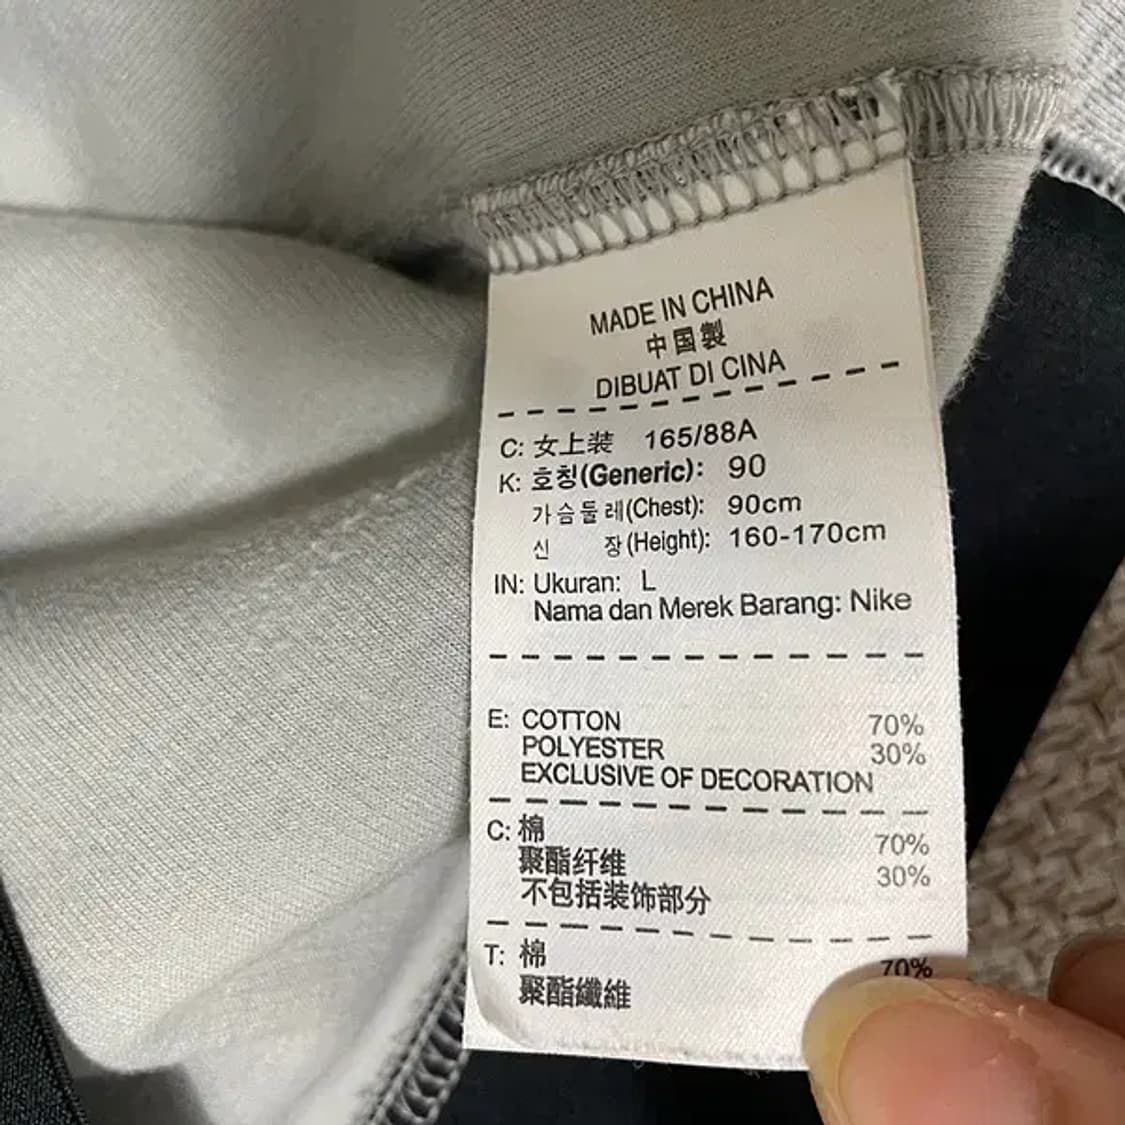 MADE IN CHINA
中国製
DIBUAT DI CINA
C: 女上装 165/88A
K: 호칭(Generic): 90
가슴둘레(Chest): 90cm
신 장(Height): 160-170cm
IN: Ukuran: L
Nama dan Merek Barang: Nike
E: COTTON 70%
POLYESTER 30%
EXCLUSIVE OF DECORATION
C: 棉 70%
聚酯纤维 30%
不包括装饰部分
T: 棉 70%
聚酯纖維